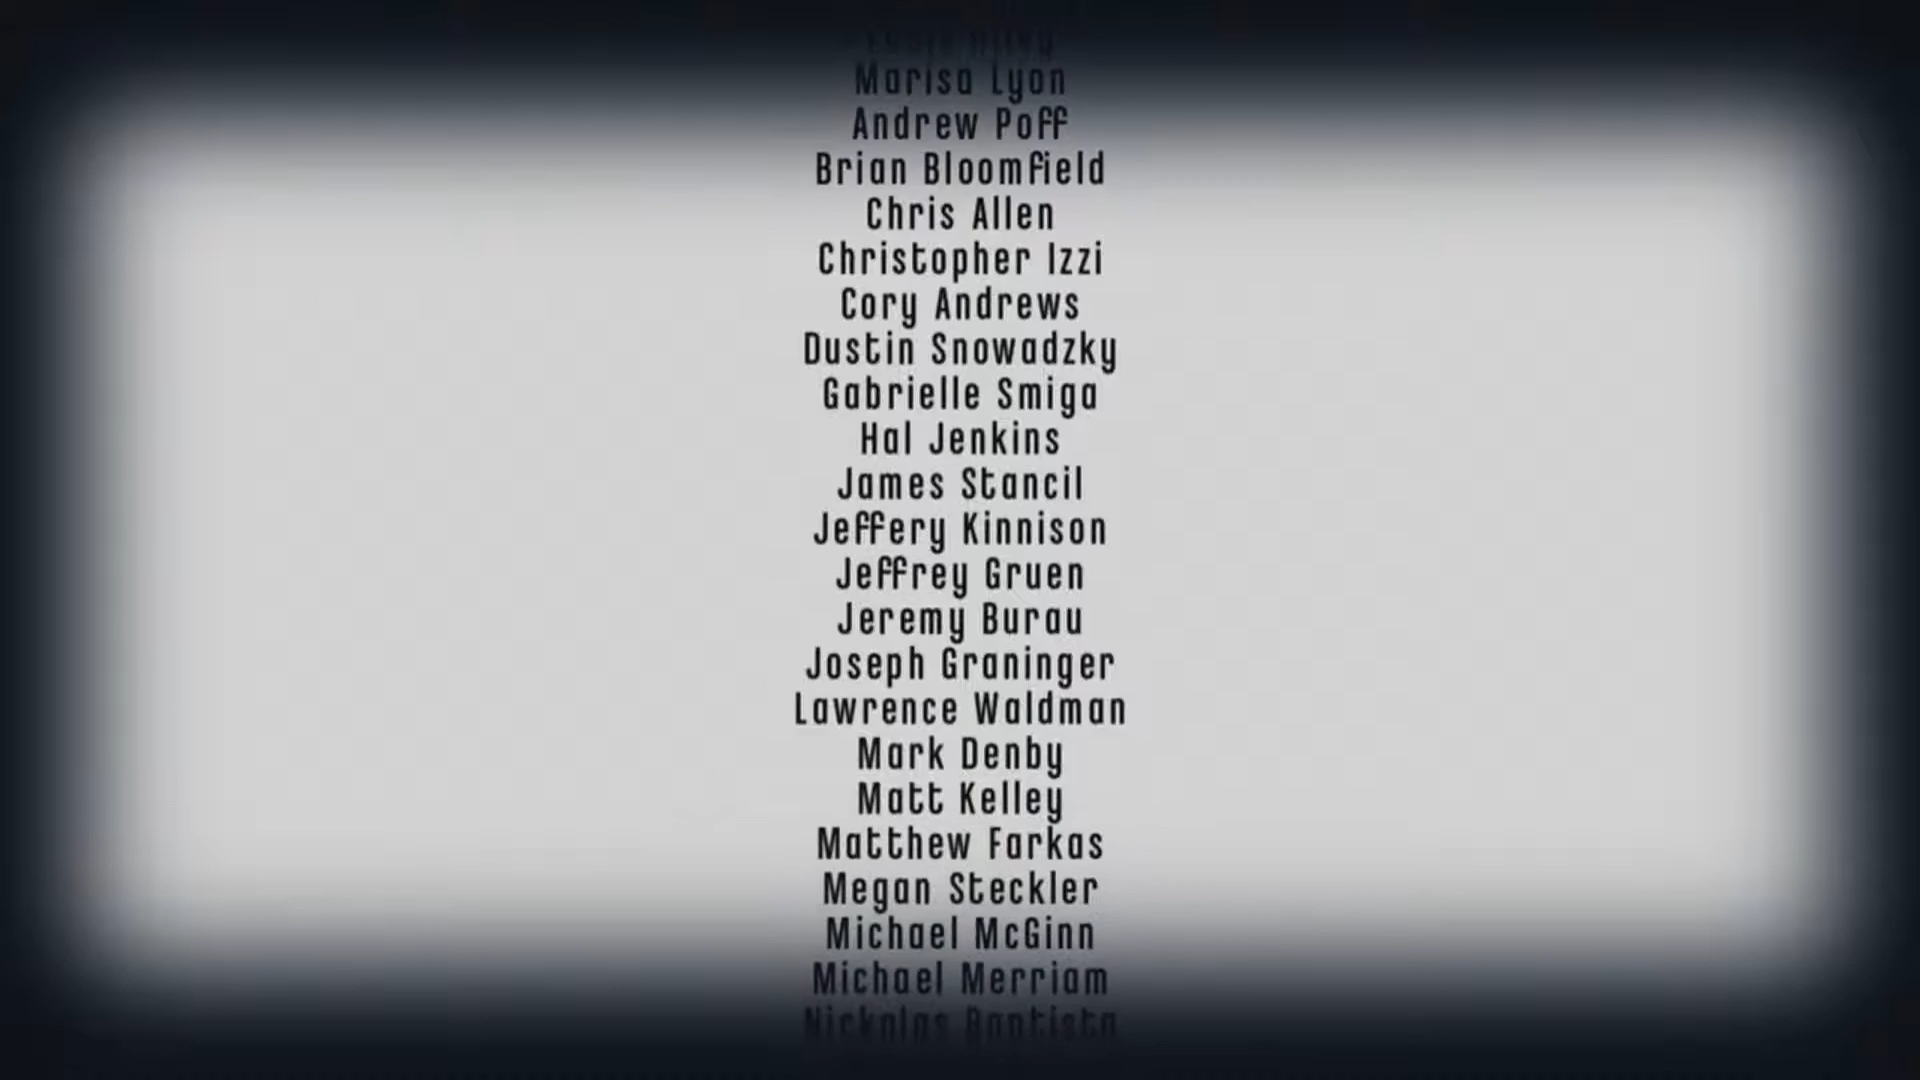 Marisa Lyon
Andrew Poff
Brian Bloomfield
Chris Allen
Christopher Izzi
Cory Andrews
Dustin Snowadzky
Gabrielle Smiga
Hal Jenkins
James Stancil
Jeffery Kinnison
Jeffrey Gruen
Jeremy Burau
Joseph Graninger
Lawrence Waldman
Mark Denby
Matt Kelley
Matthew Farkas
Megan Steckler
Michael McGinn
Michael Merriam
Nickolas Baptista